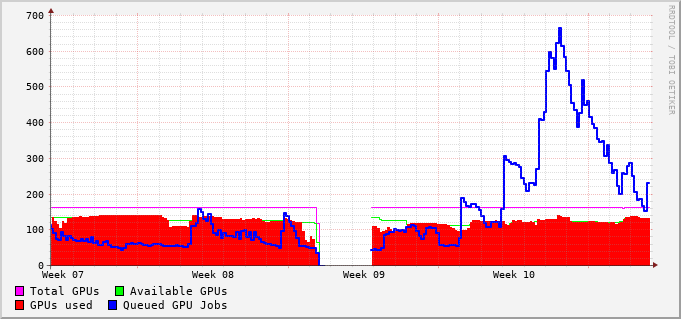 700
600
500
400
300
200
100
0
Week 07 Week 08 Week 09 Week 10
Total GPUs Available GPUs
GPUs used Queued GPU Jobs
RRDTOOL / TOBI OETIKER